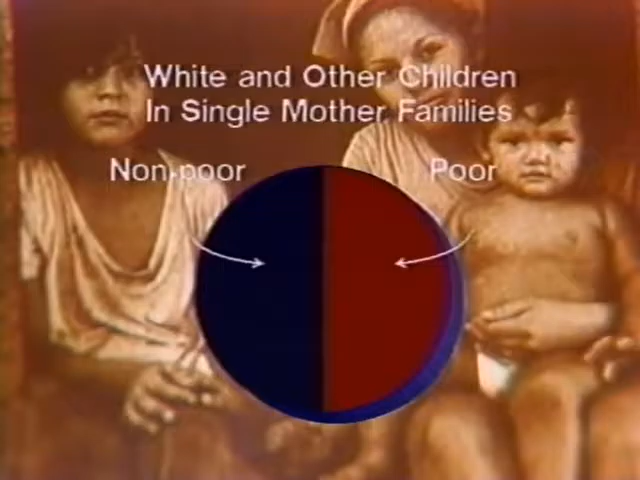 White and Other Children
In Single Mother Families
Non-poor
Poor